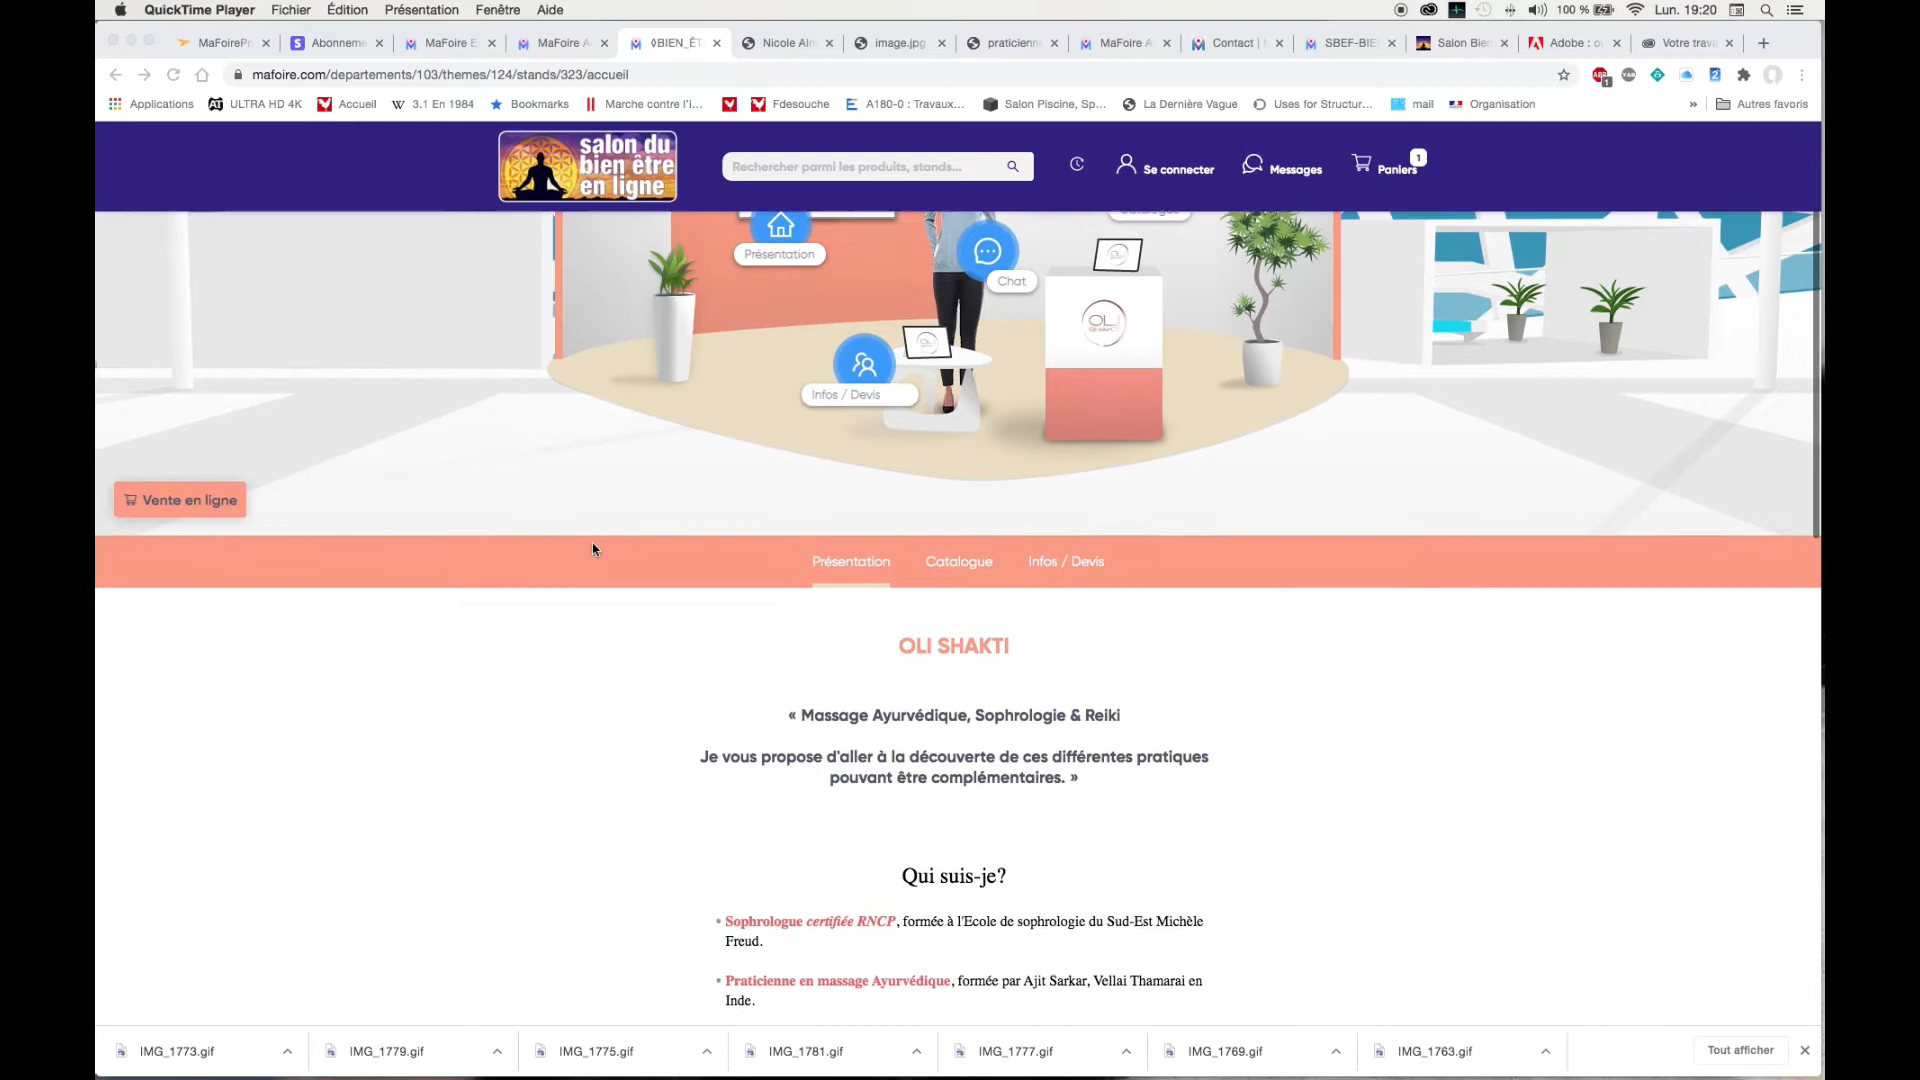 QuickTime Player Fichier Édition Présentation Fenêtre Aide 100 % Lun. 19:20
MaFoirePr Abonneme MaFoire E MaFoire A ◊BIEN_ÊT Nicole Alri image.jpg praticienne MaFoire A Contact | SBEF-BIE Salon Bien Adobe : o Votre trava
mafoire.com/departements/103/themes/124/stands/323/accueil
Applications ULTRA HD 4K Accueil 3.1 En 1984 Bookmarks Marche contre l'i... Fdesouche A180-0 : Travaux... Salon Piscine, Sp... La Dernière Vague Uses for Structur... mail Organisation » Autres favoris
salon du
bien être
en ligne
Rechercher parmi les produits, stands... Se connecter Messages Paniers 1
Présentation
Chat
OLI
SHAKTI
Infos / Devis
Vente en ligne
Présentation Catalogue Infos / Devis
OLI SHAKTI
« Massage Ayurvédique, Sophrologie & Reiki
Je vous propose d'aller à la découverte de ces différentes pratiques
pouvant être complémentaires. »
Qui suis-je?
Sophrologue certifiée RNCP, formée à l'Ecole de sophrologie du Sud-Est Michèle
Freud.
Praticienne en massage Ayurvédique, formée par Ajit Sarkar, Vellai Thamarai en
Inde.
IMG_1773.gif IMG_1779.gif IMG_1775.gif IMG_1781.gif IMG_1777.gif IMG_1769.gif IMG_1763.gif Tout afficher